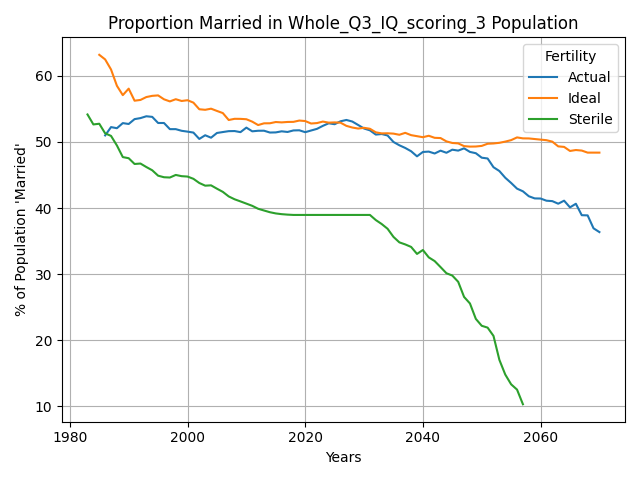 Proportion Married in Whole_Q3_IQ_scoring_3 Population
Fertility
Actual
Ideal
Sterile
% of Population 'Married'
60
50
40
30
20
10
1980
2000
2020
2040
2060
Years